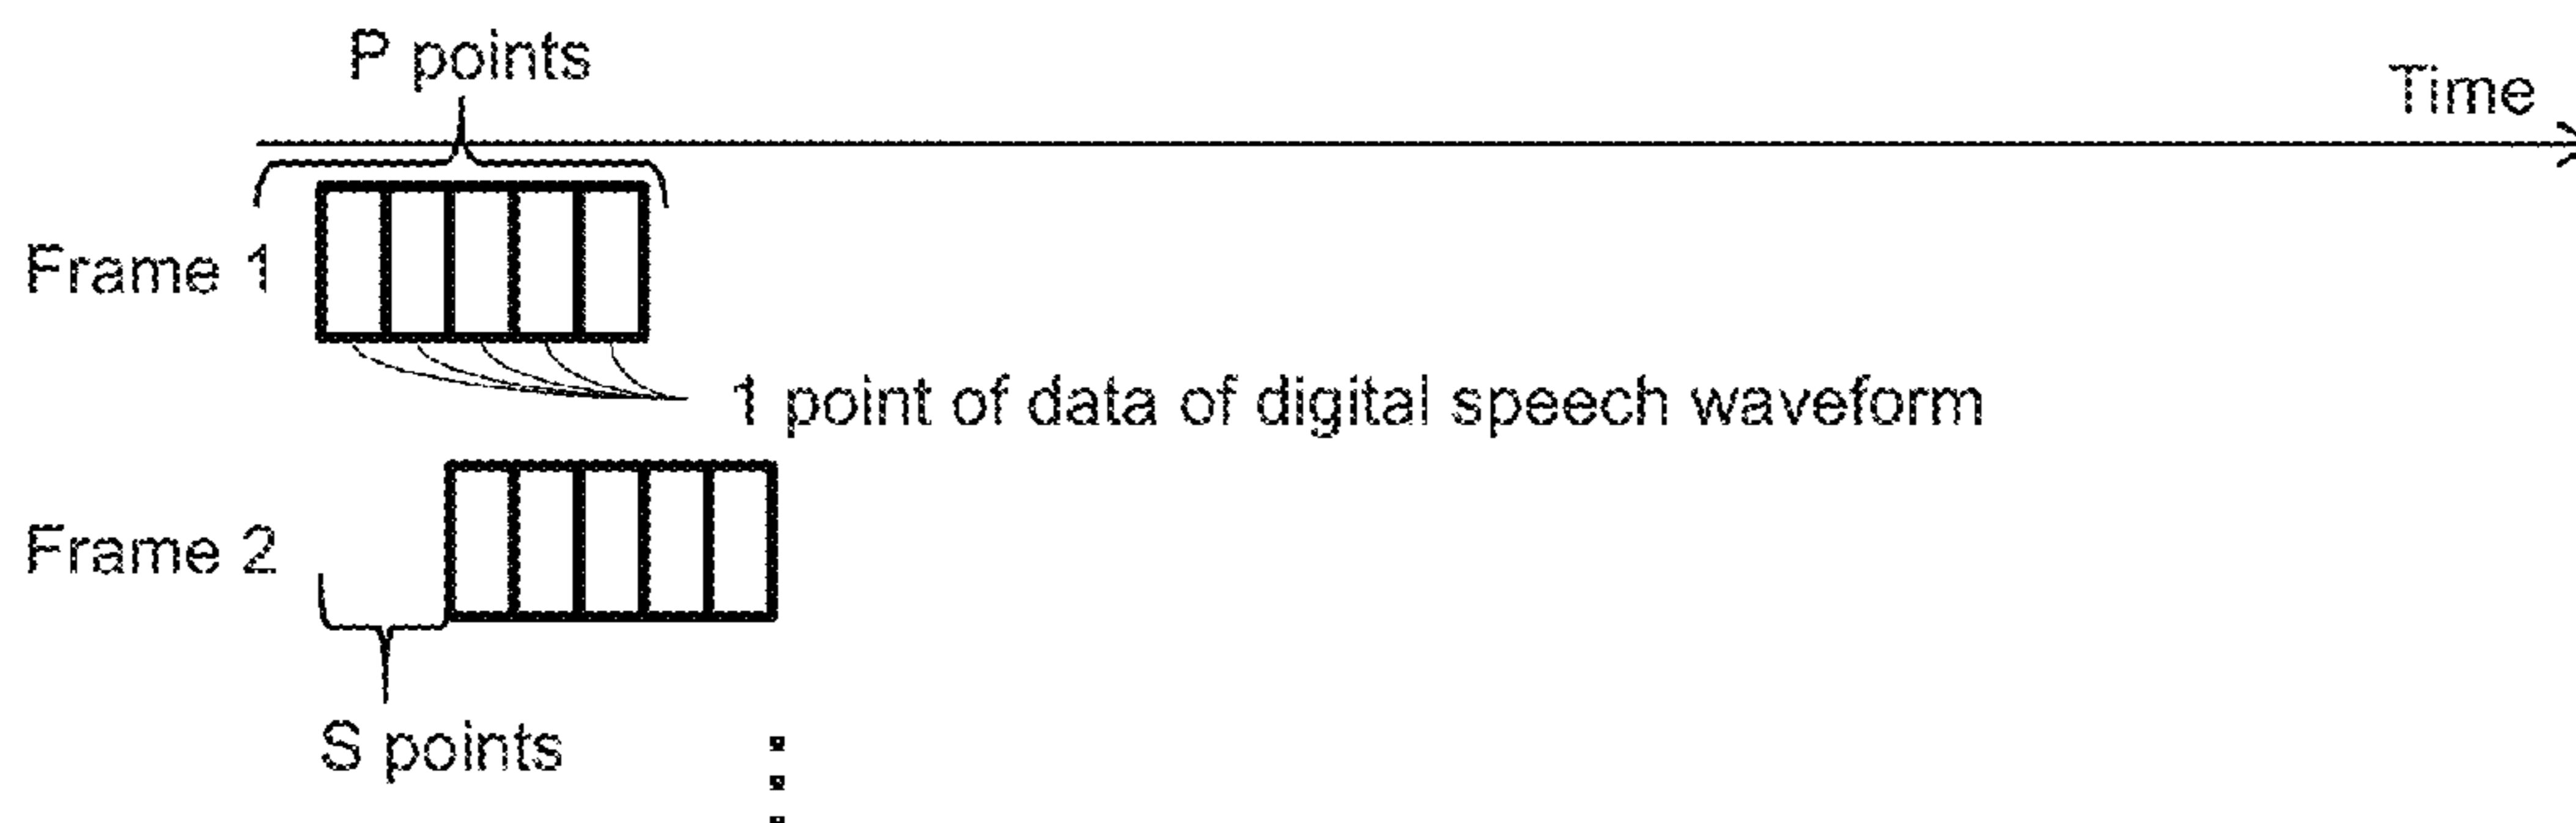 P points
Time
Frame 1
1 point of data of digital speech waveform
Frame 2
S points